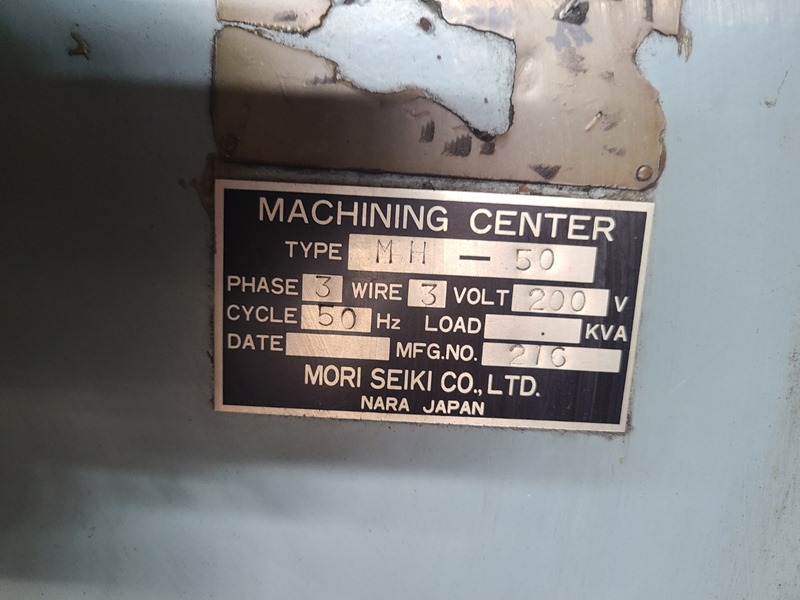 MACHINING CENTER
TYPE MH - 50
PHASE 3 WIRE 3 VOLT 200 V
CYCLE 50 Hz LOAD . KVA
DATE MFG.NO. 216
MORI SEIKI CO., LTD.
NARA JAPAN